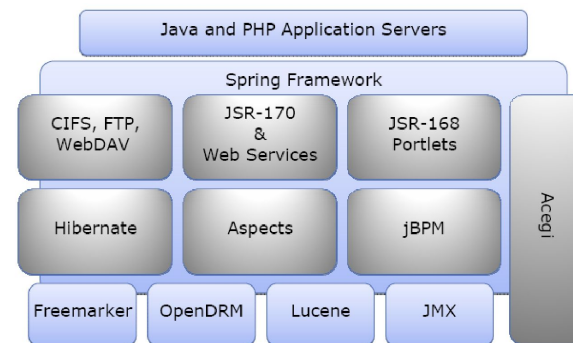 Java and PHP Application Servers
Spring Framework
CIFS, FTP,
WebDAV
JSR-170
&
Web Services
JSR-168
Portlets
Acegi
Hibernate
Aspects
jBPM
Freemarker
OpenDRM
Lucene
JMX